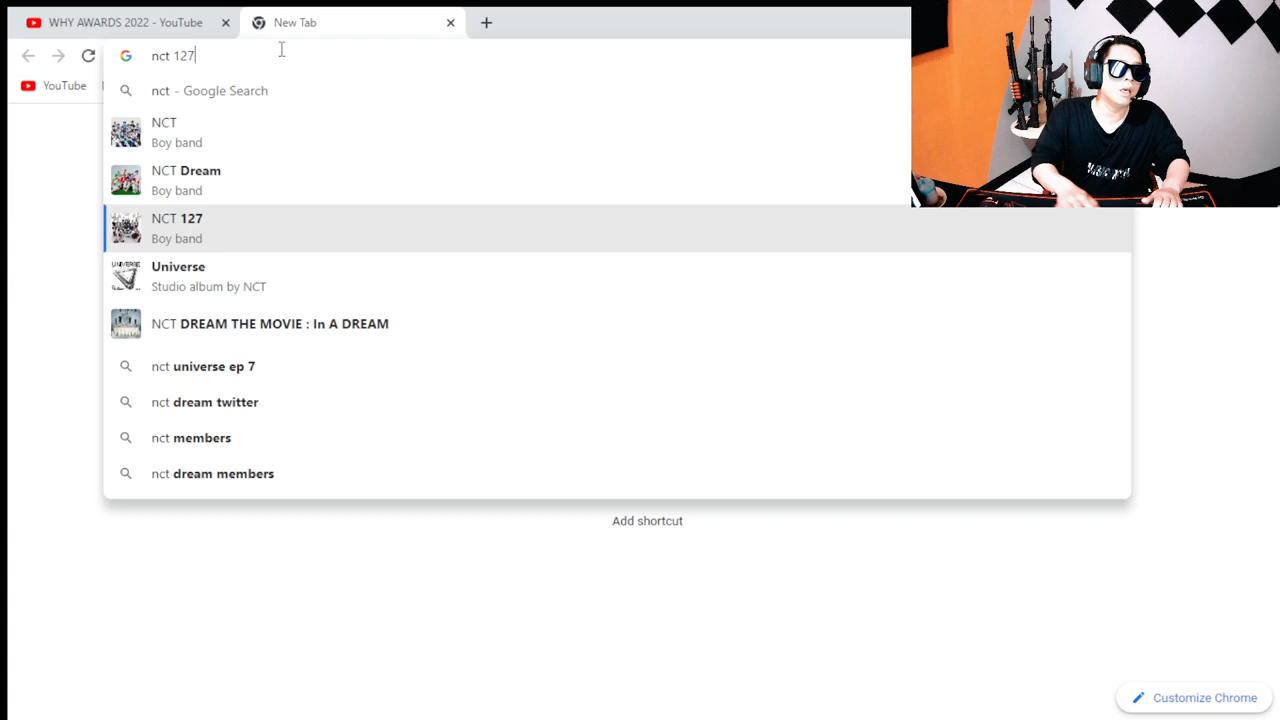 WHY AWARDS 2022 - YouTube
New Tab
nct 127
YouTube
nct - Google Search
NCT
Boy band
NCT Dream
Boy band
NCT 127
Boy band
Universe
Studio album by NCT
NCT DREAM THE MOVIE : In A DREAM
nct universe ep 7
nct dream twitter
nct members
nct dream members
Add shortcut
Customize Chrome